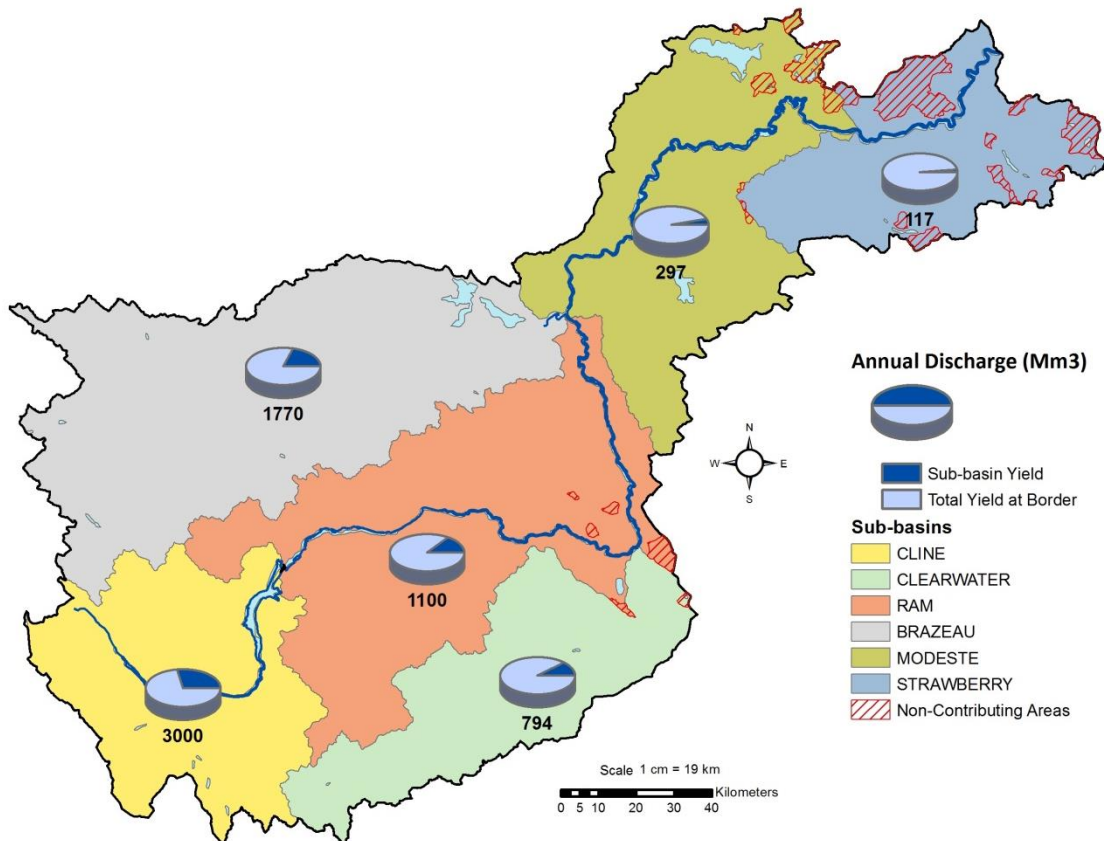 117
297
1770
1100
794
3000
N
W E
S
Annual Discharge (Mm3)
Sub-basin Yield
Total Yield at Border
Sub-basins
CLINE
CLEARWATER
RAM
BRAZEAU
MODESTE
STRAWBERRY
Non-Contributing Areas
Scale 1 cm = 19 km
Kilometers
0 5 10 20 30 40